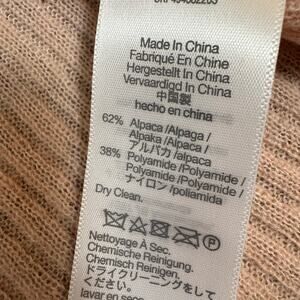 Made In China
Fabriqué En Chine
Hergestellt In China
Vervaardigd In China
中国製
hecho en china
62% Alpaca /Alpaga /
Alpaka /Alpaca /
アルパカ /alpaca
38% Polyamide /Polyamide /
Polyamide /Polyamide /
ナイロン /poliamida
Dry Clean.
Nettoyage A Sec.
Chemische Reinigung.
Chemisch Reinigen.
ドライクリーニングをして
ください。
lavar en seco